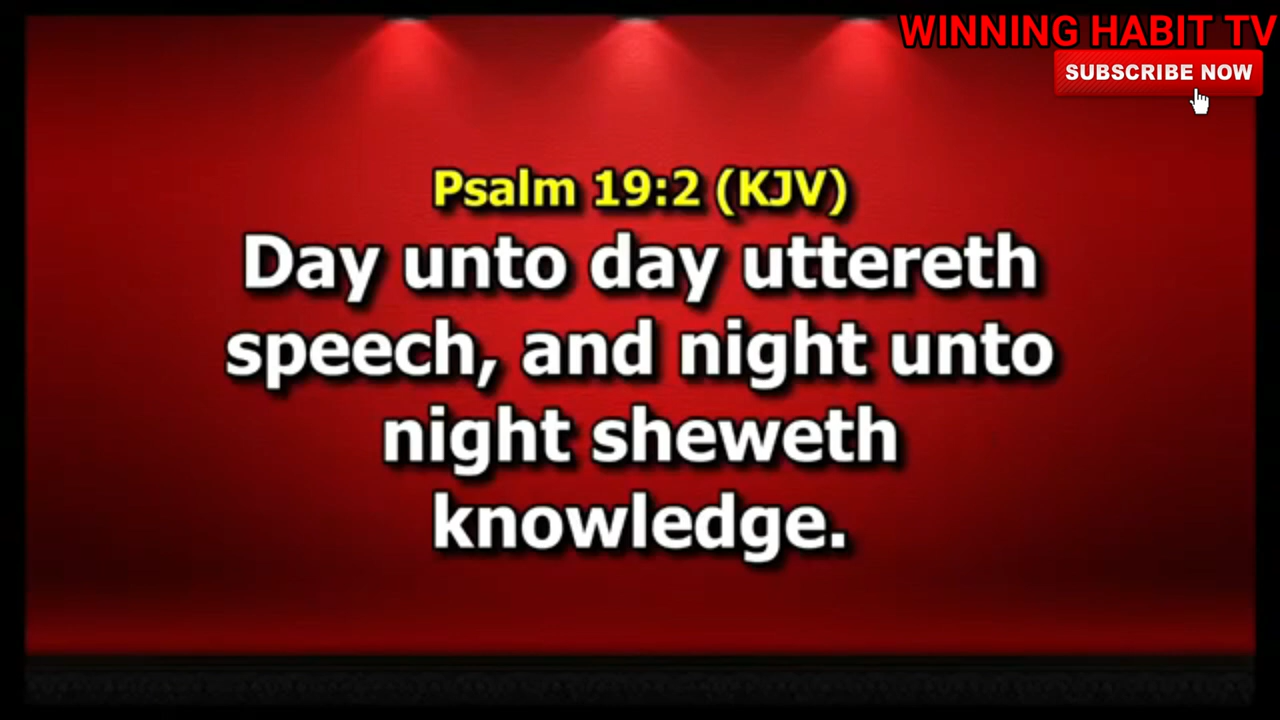 WINNING HABIT TV
SUBSCRIBE NOW
Psalm 19:2 (KJV)
Day unto day uttereth
speech, and night unto
night sheweth
knowledge.